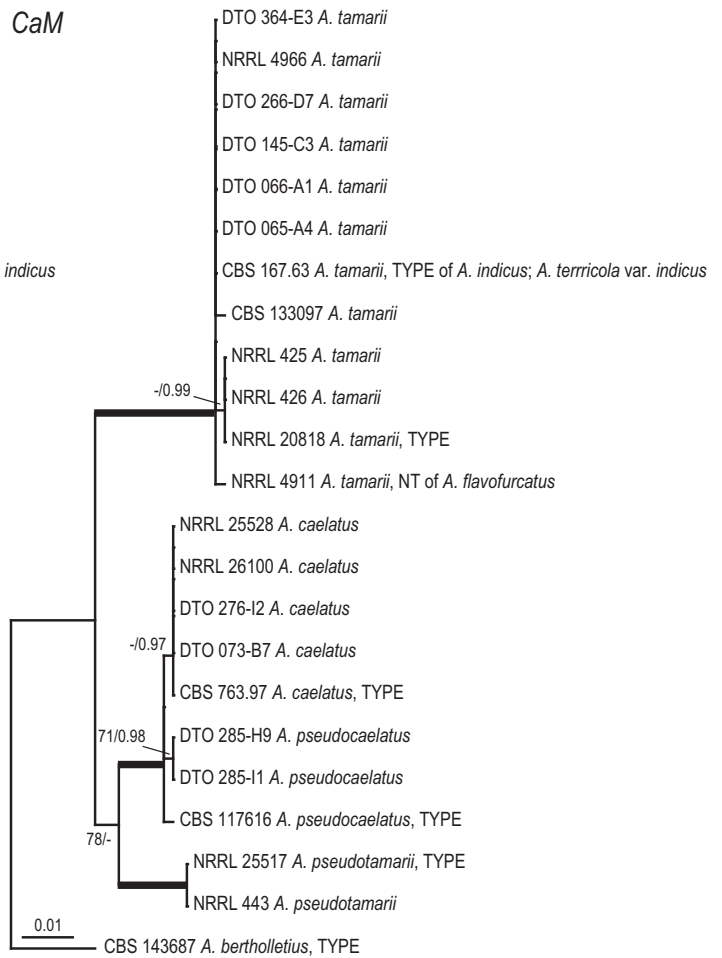 CaM
DTO 364-E3 A. tamarii
NRRL 4966 A. tamarii
DTO 266-D7 A. tamarii
DTO 145-C3 A. tamarii
DTO 066-A1 A. tamarii
DTO 065-A4 A. tamarii
indicus
CBS 167.63 A. tamarii, TYPE of A. indicus; A. terrricola var. indicus
CBS 133097 A. tamarii
NRRL 425 A. tamarii
-/0.99
NRRL 426 A. tamarii
NRRL 20818 A. tamarii, TYPE
NRRL 4911 A. tamarii, NT of A. flavofurcatus
NRRL 25528 A. caelatus
NRRL 26100 A. caelatus
DTO 276-I2 A. caelatus
-/0.97
DTO 073-B7 A. caelatus
CBS 763.97 A. caelatus, TYPE
71/0.98
DTO 285-H9 A. pseudocaelatus
DTO 285-I1 A. pseudocaelatus
CBS 117616 A. pseudocaelatus, TYPE
78/-
NRRL 25517 A. pseudotamarii, TYPE
NRRL 443 A. pseudotamarii
0.01
CBS 143687 A. bertholletius, TYPE